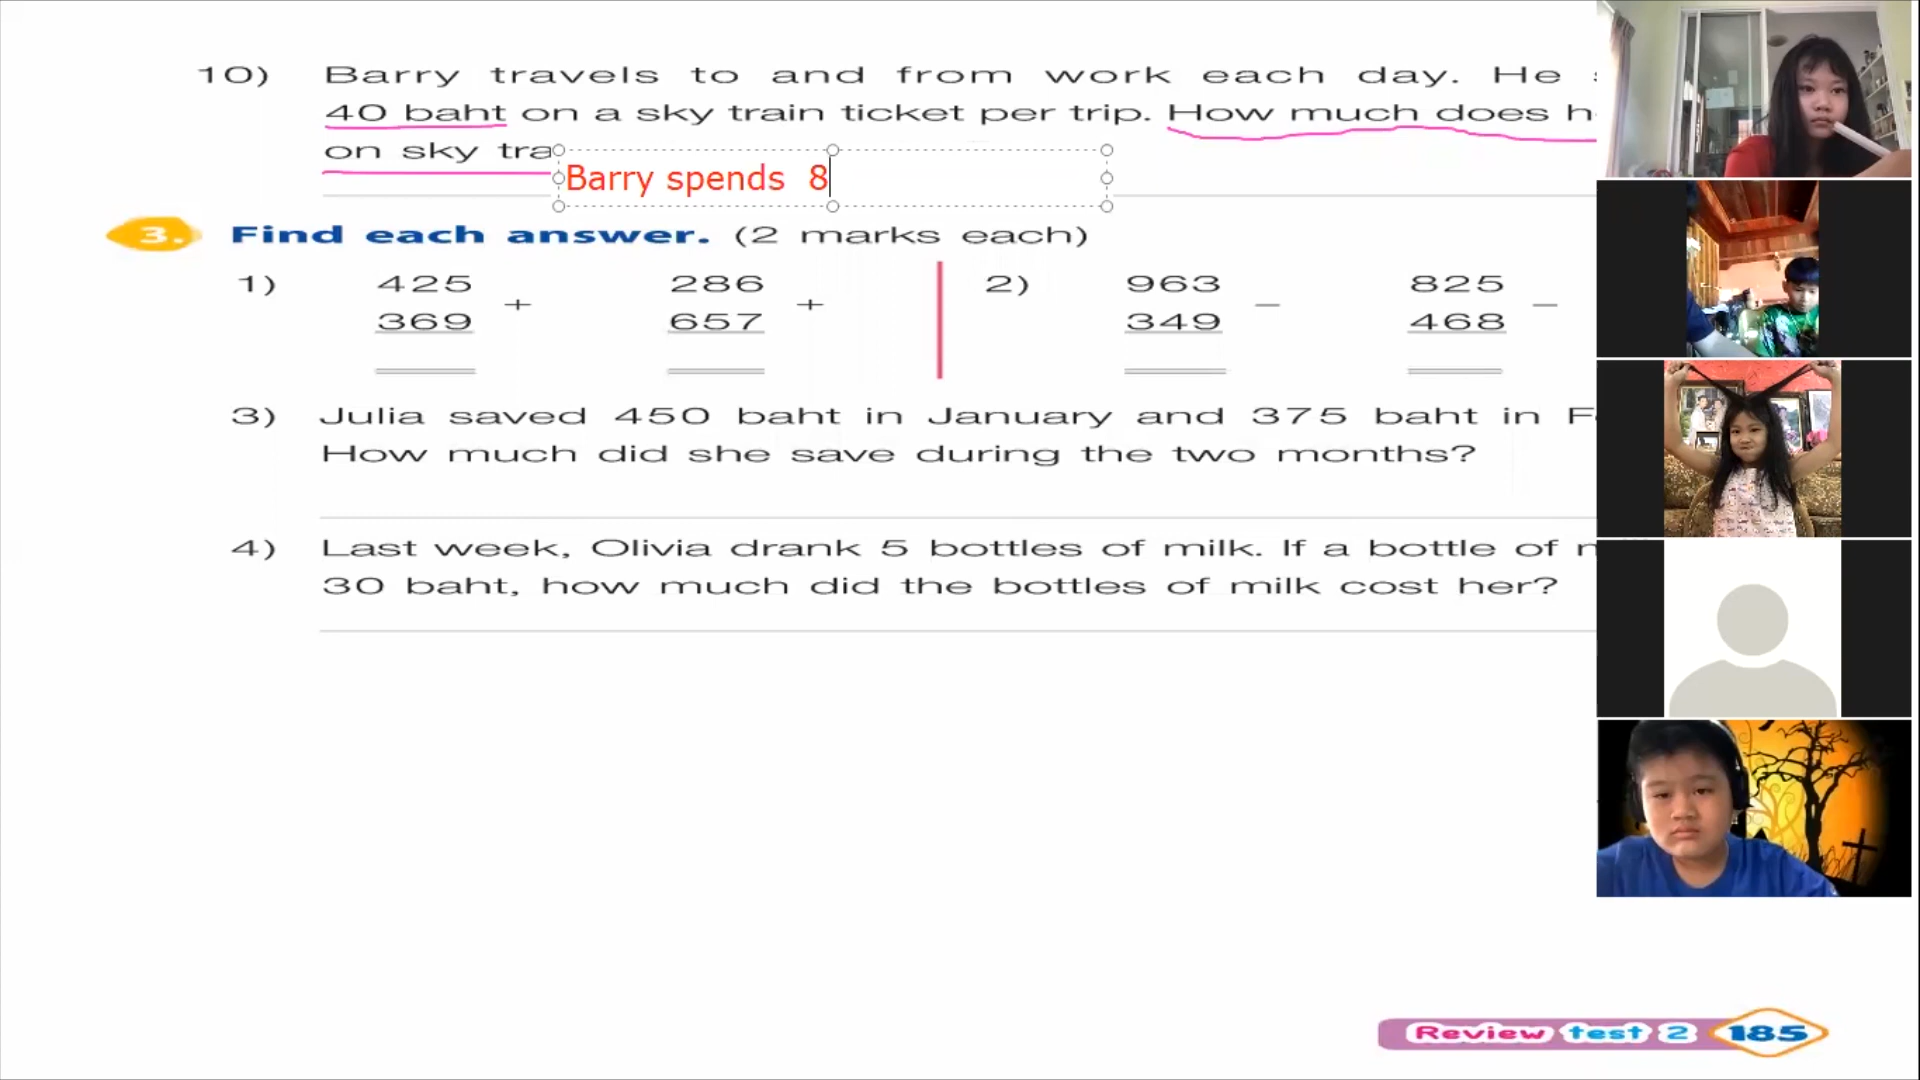 10) Barry travels to and from work each day. He
40 baht on a sky train ticket per trip. How much does
on sky
Barry spends 8
3. Find each answer. (2 marks each)
1) 425 + 286 + 2) 963 – 825 –
369 657 349 468
3) Julia saved 450 baht in January and 375 baht in
How much did she save during the two months?
4) Last week, Olivia drank 5 bottles of milk. If a bottle of
30 baht, how much did the bottles of milk cost her?
Review test 2 185